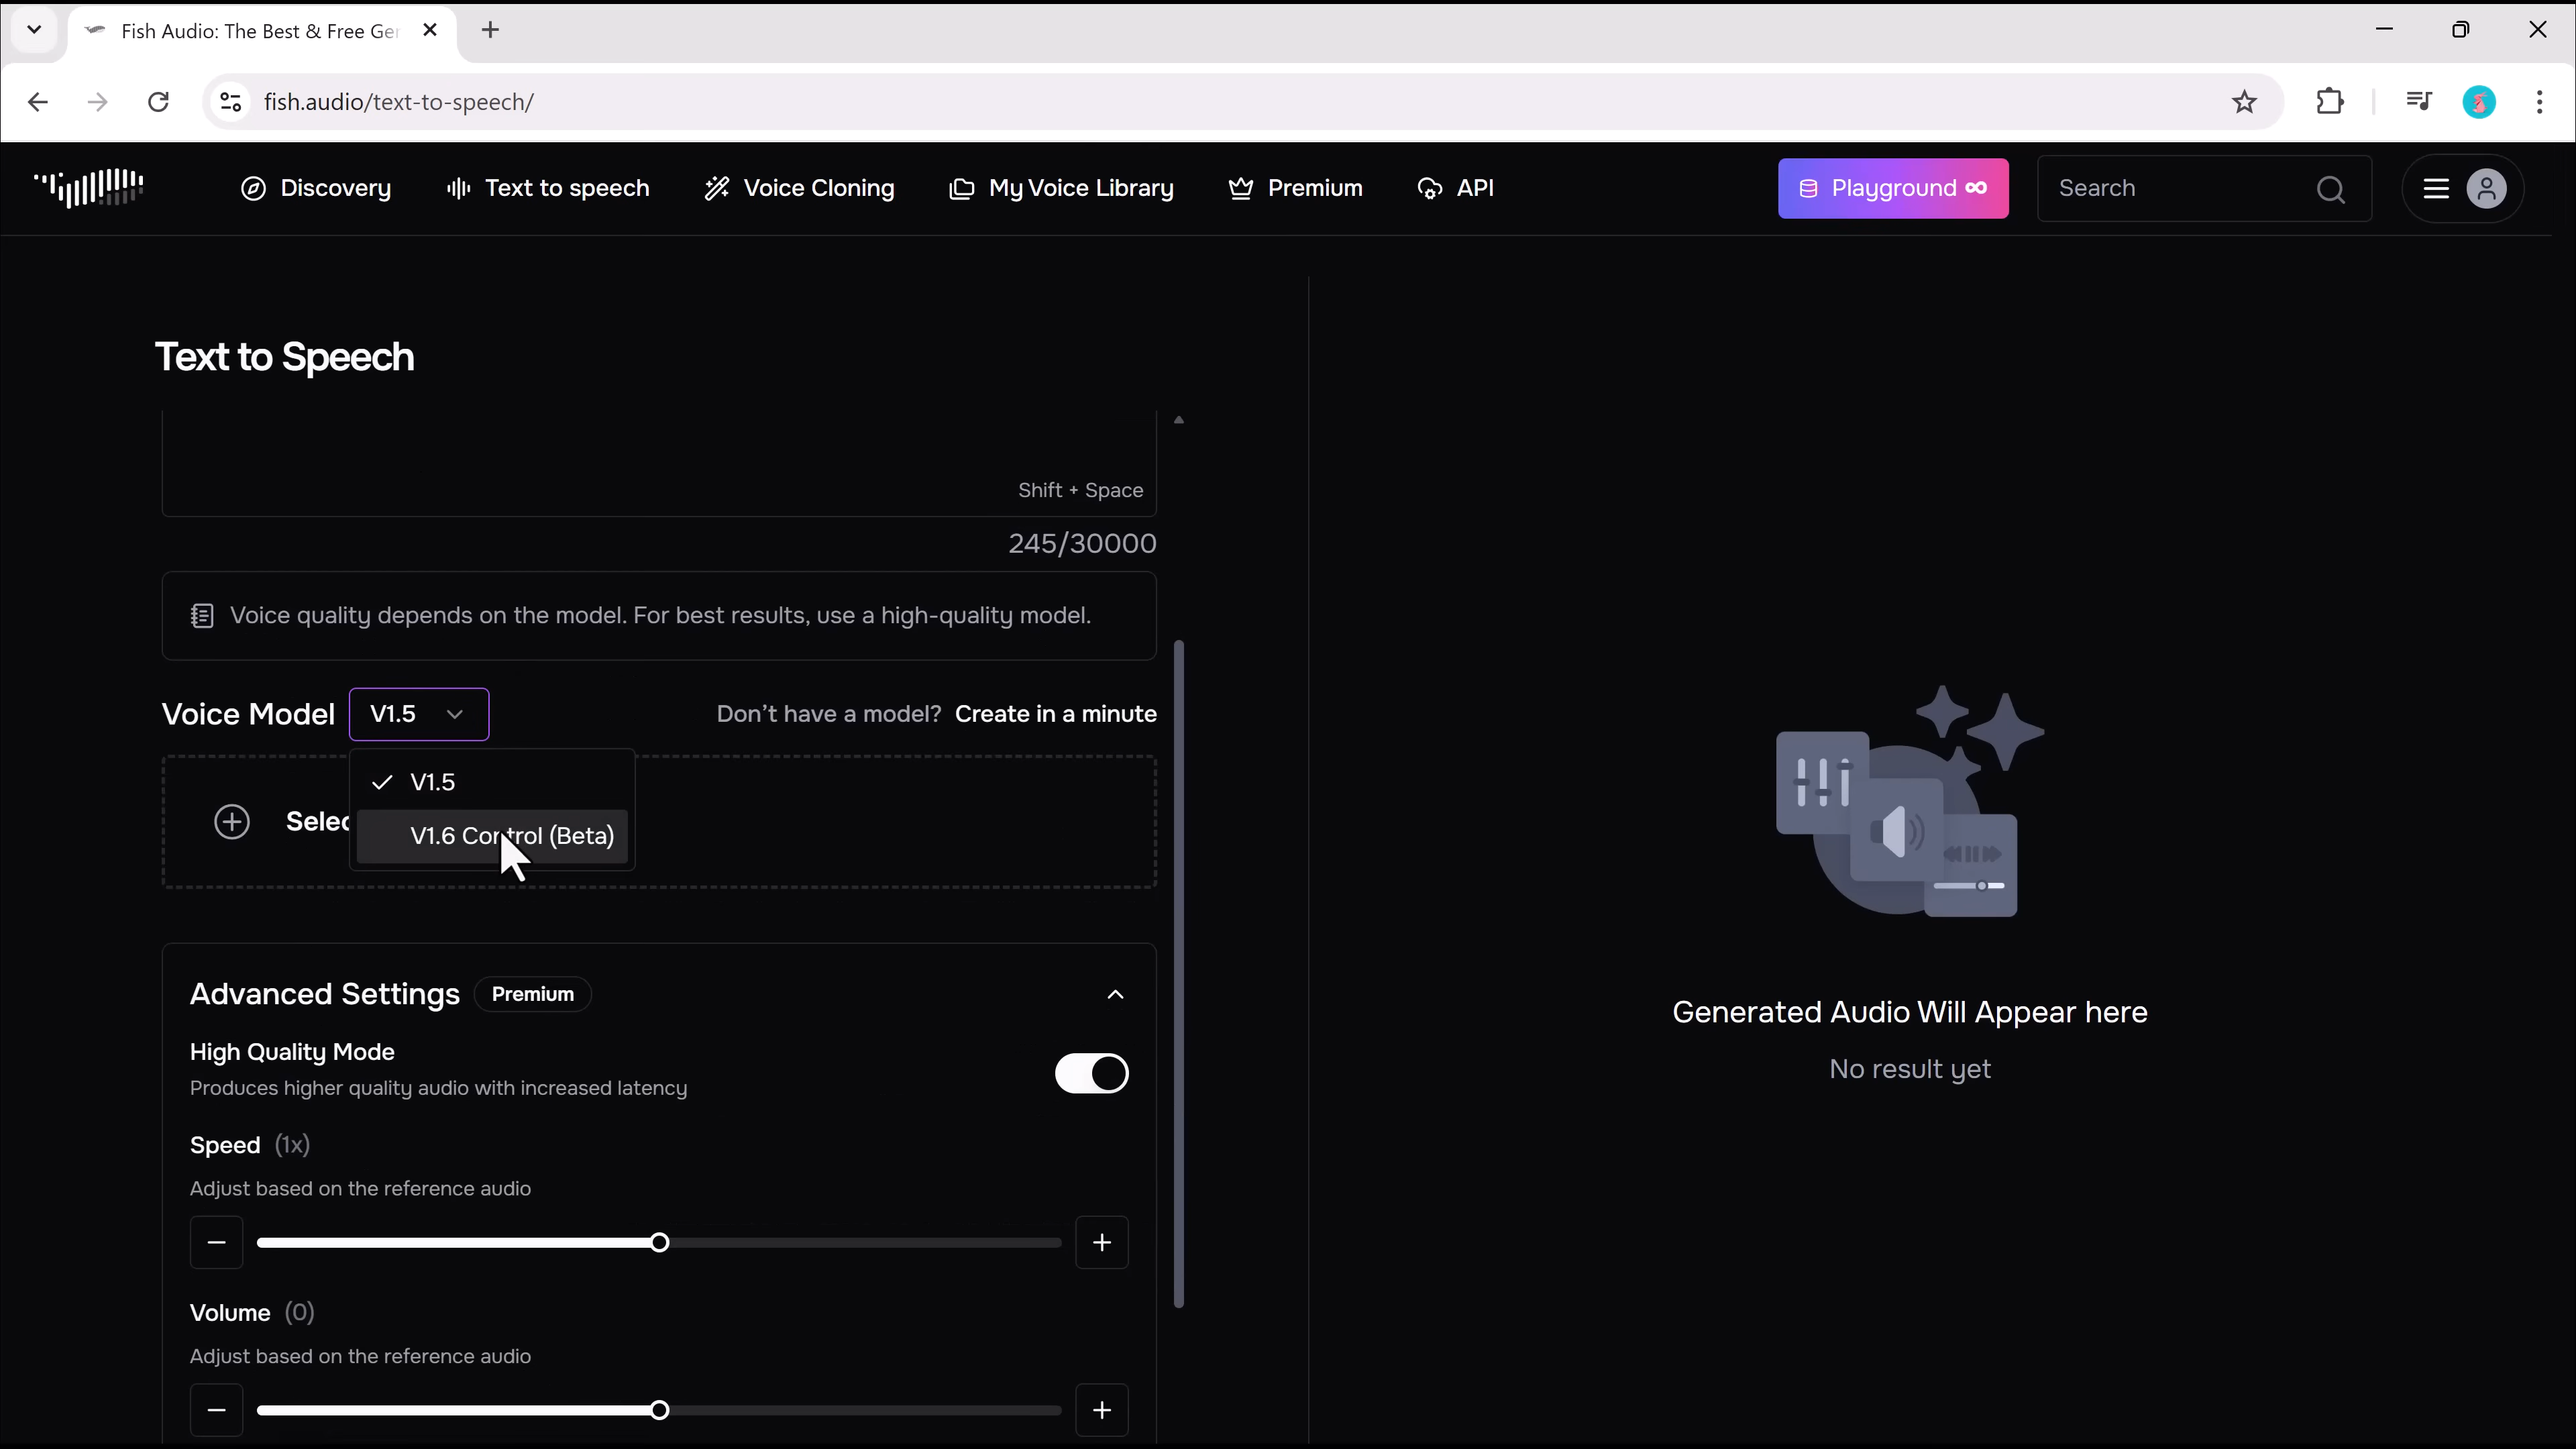 Fish Audio: The Best & Free Ger
fish.audio/text-to-speech/
Discovery
Text to speech
Voice Cloning
My Voice Library
Premium
API
Playground
Search
Text to Speech
Shift + Space
245/30000
Voice quality depends on the model. For best results, use a high-quality model.
Voice Model
V1.5
Don't have a model? Create in a minute
V1.5
Selec
V1.6 Control (Beta)
Advanced Settings
Premium
High Quality Mode
Produces higher quality audio with increased latency
Speed (1x)
Adjust based on the reference audio
Volume (0)
Adjust based on the reference audio
Generated Audio Will Appear here
No result yet